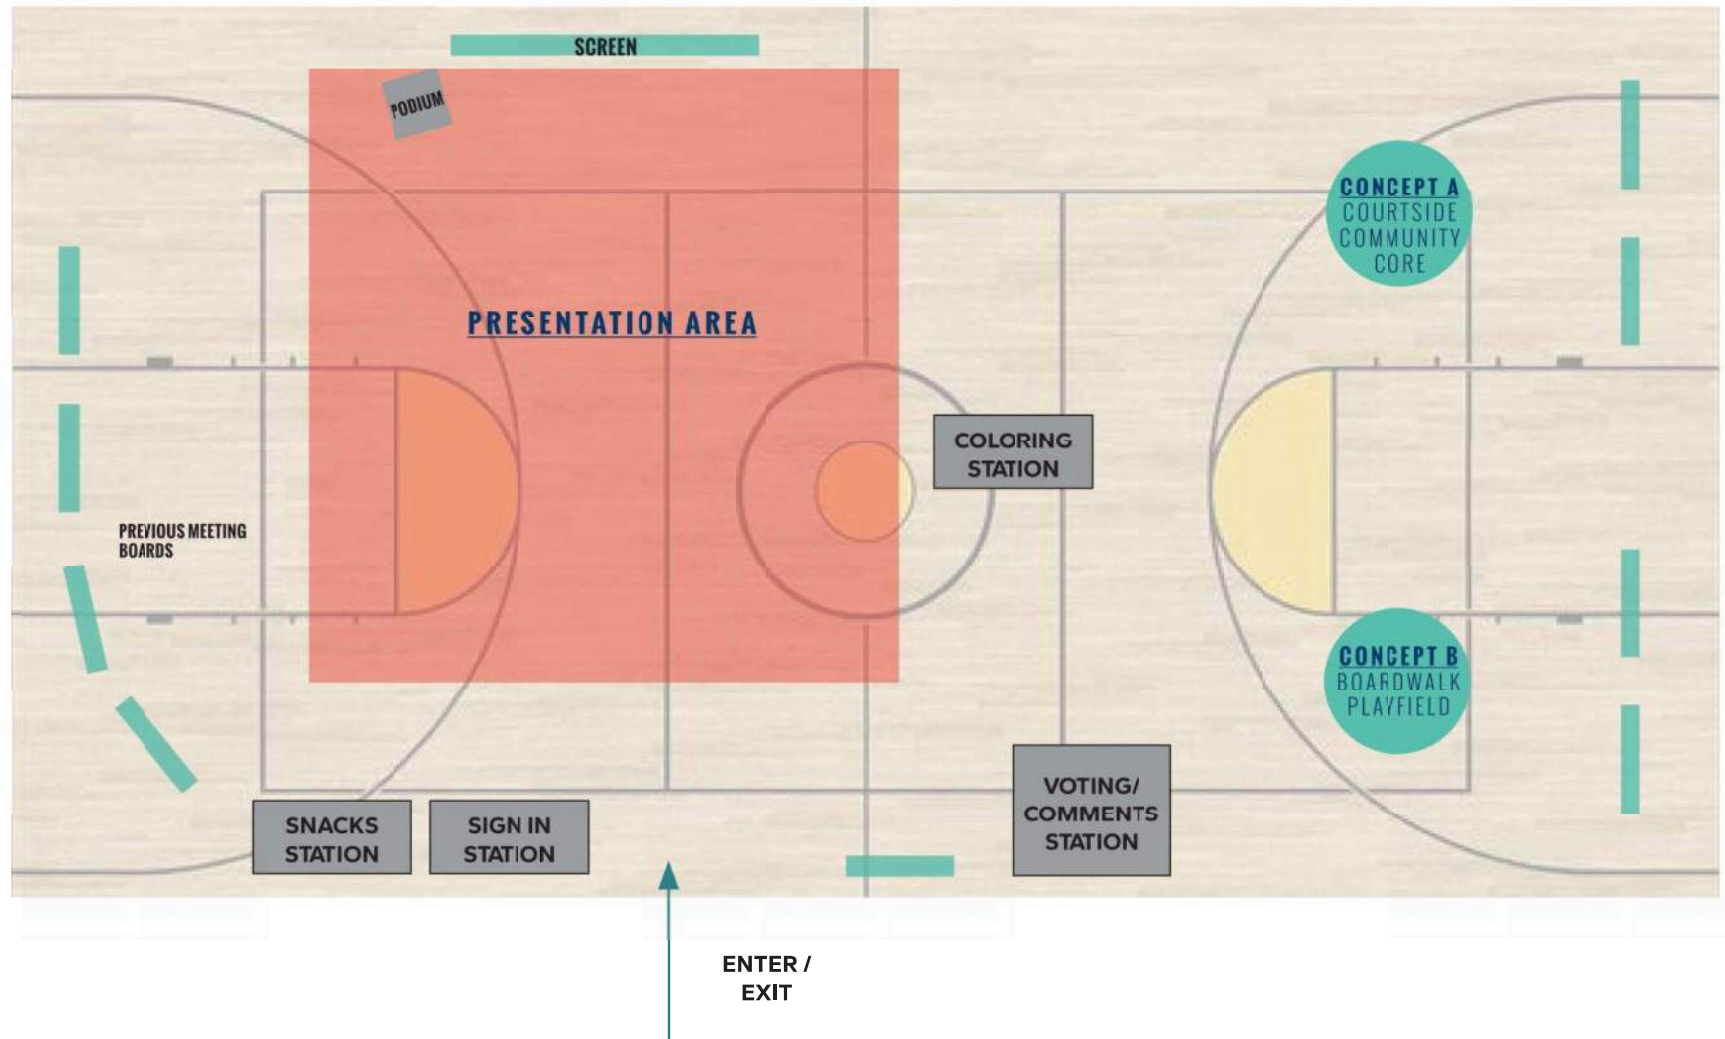 SCREEN
PODIUM
CONCEPT A
COURTSIDE
COMMUNITY
CORE
PRESENTATION AREA
COLORING
STATION
PREVIOUS MEETING
BOARDS
CONCEPT B
BOARDWALK
PLAYFIELD
VOTING/
COMMENTS
STATION
SNACKS
STATION
SIGN IN
STATION
ENTER /
EXIT